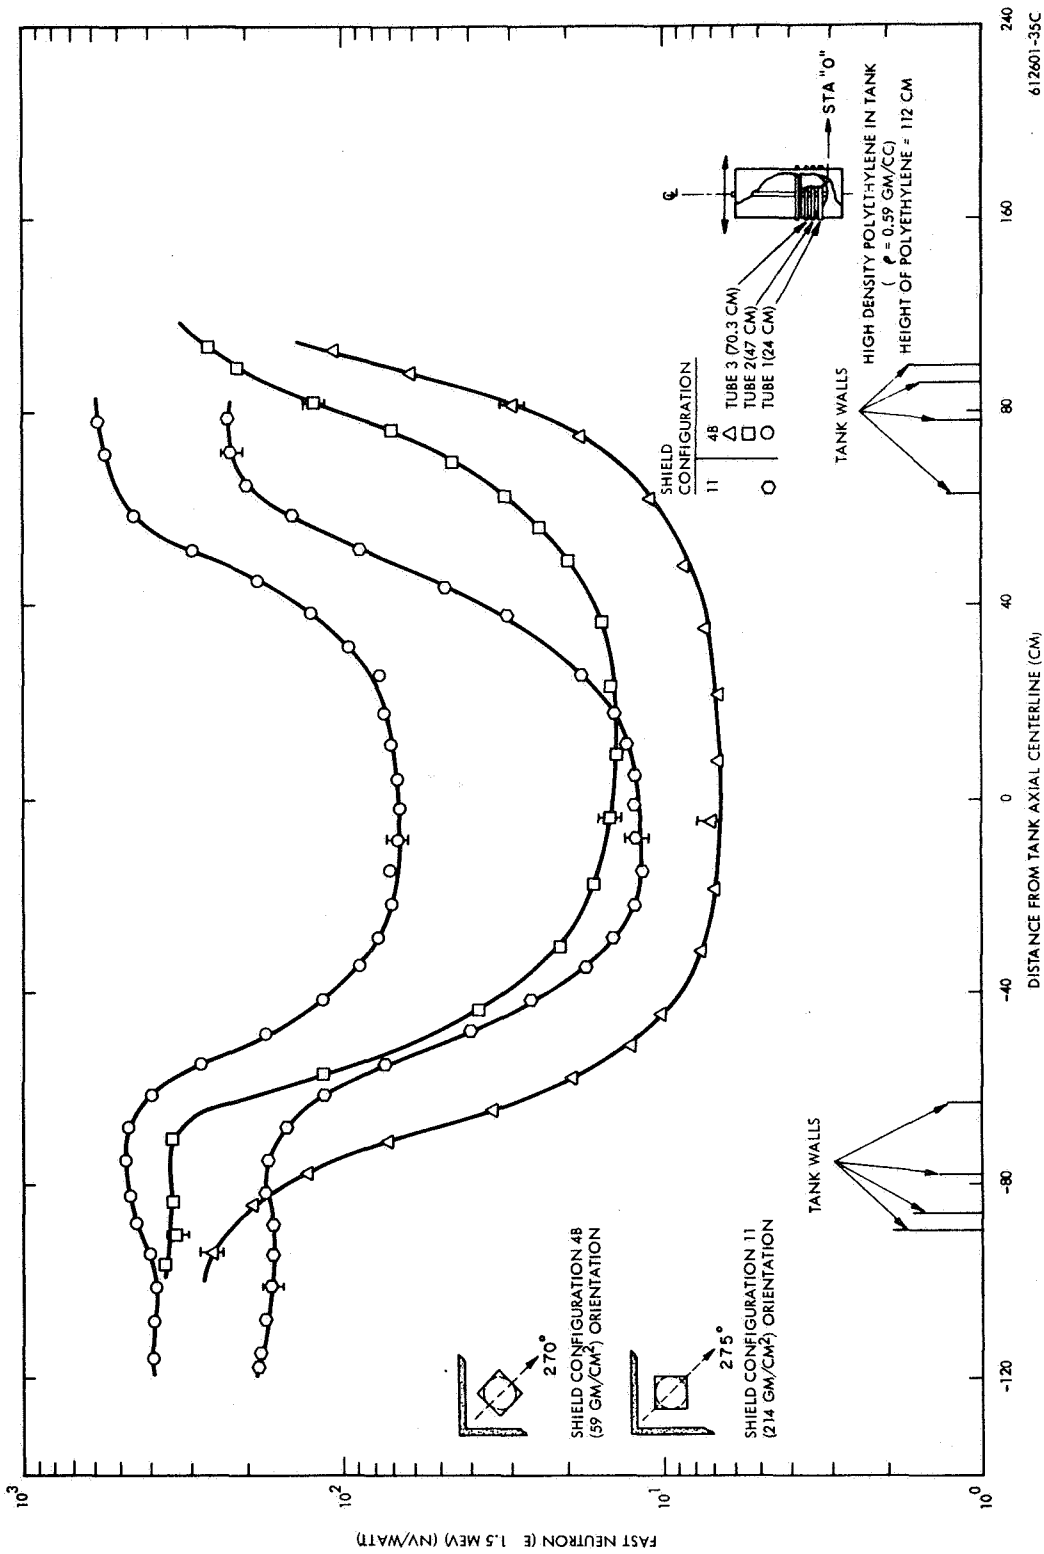 FAST NEUTRON (E 1.5 MEV) (NV/WATT)
10³
10²
10¹
10⁰
-120
-80
-40
0
40
80
160
240
DISTANCE FROM TANK AXIAL CENTERLINE (CM)
612601-35C
270°
SHIELD CONFIGURATION 4B
(59 GM/CM²) ORIENTATION
275°
SHIELD CONFIGURATION 11
(214 GM/CM²) ORIENTATION
TANK WALLS
TANK WALLS
SHIELD
CONFIGURATION
11 4B
TUBE 3 (70.3 CM)
TUBE 2(47 CM)
TUBE 1(24 CM)
℄
STA "0"
HIGH DENSITY POLYETHYLENE IN TANK
( ρ = 0.59 GM/CC)
HEIGHT OF POLYETHYLENE = 112 CM